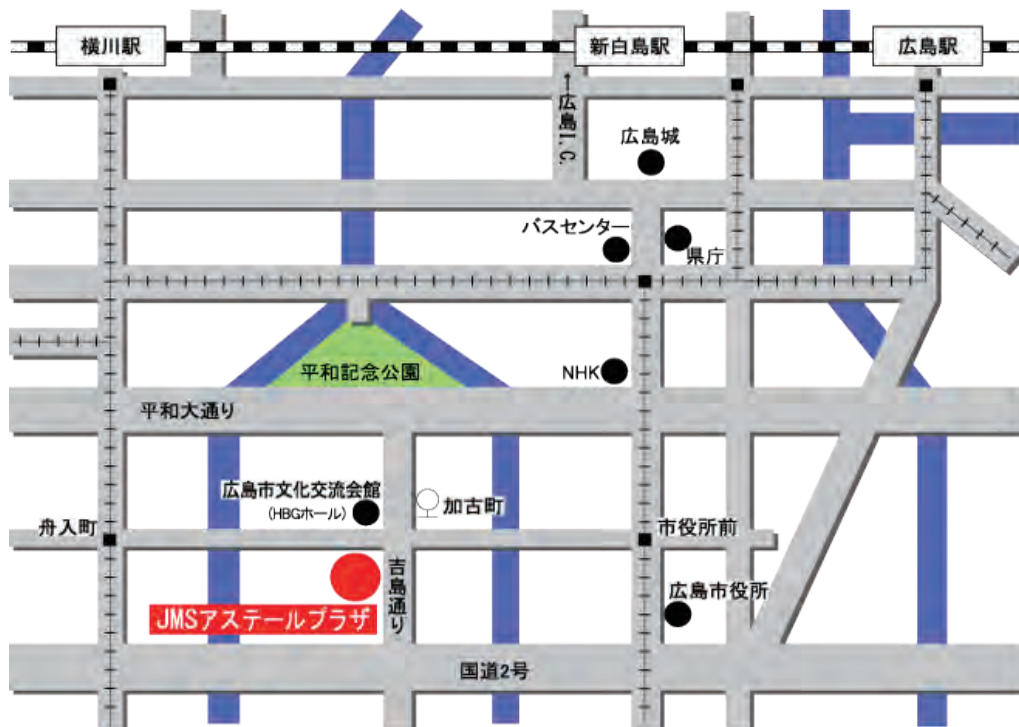 横川駅
新白島駅
広島駅
↑広島I.C.
広島城
バスセンター
県庁
平和記念公園
NHK
平和大通り
広島市文化交流会館
(HBGホール)
加古町
舟入町
市役所前
吉島通り
広島市役所
JMSアステールプラザ
国道2号